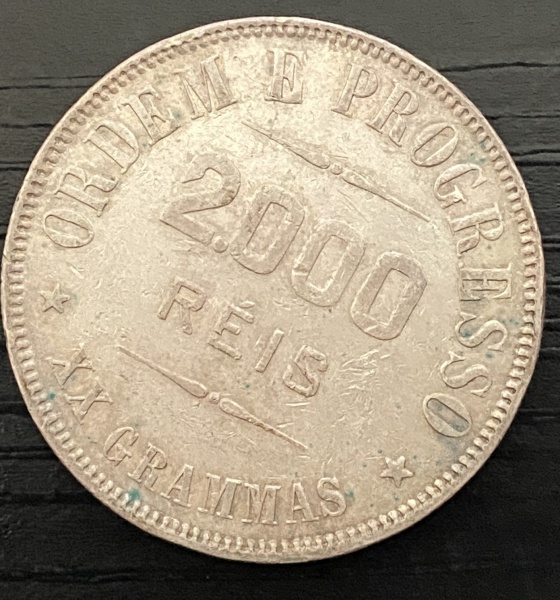 ORDEM E PROGRESSO
2.000
RÉIS
XX GRAMMAS